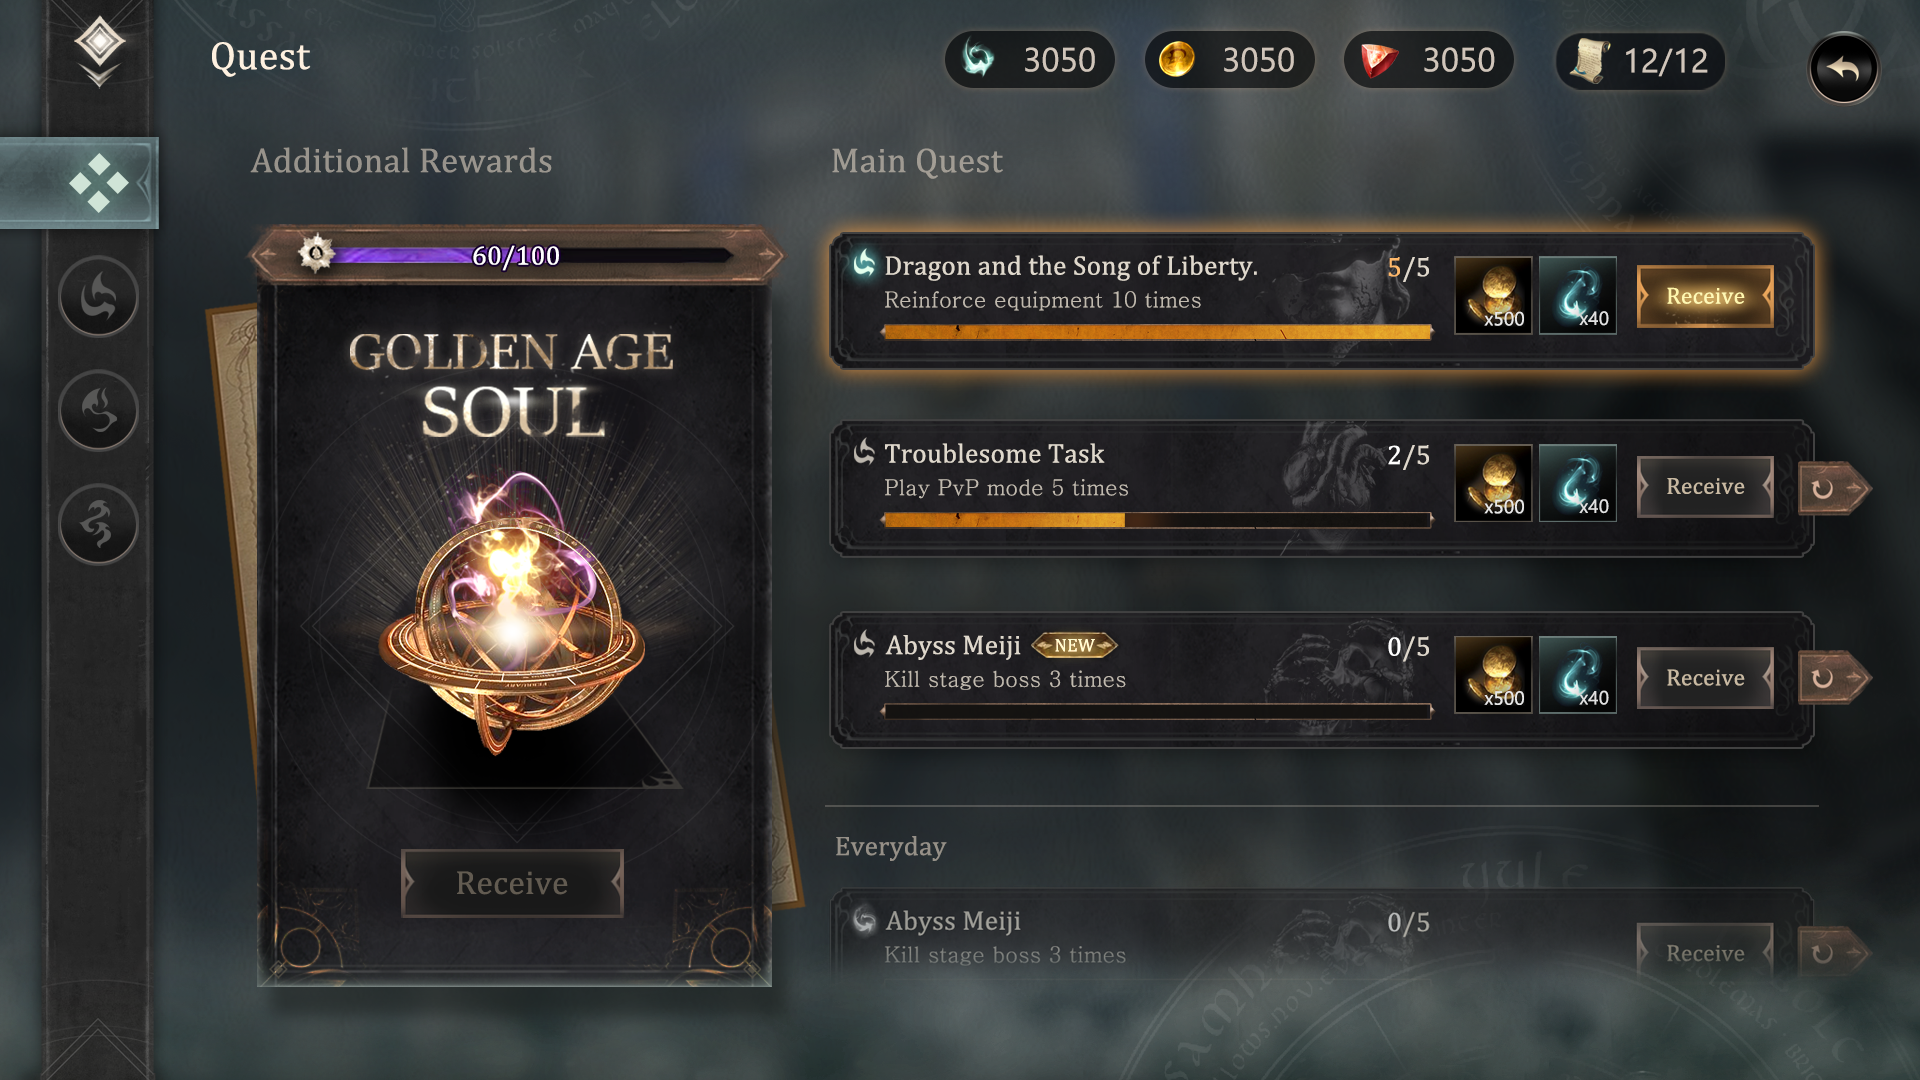 Quest
3050
3050
3050
12/12
Additional Rewards
60/100
GOLDEN AGE
SOUL
Receive
Main Quest
Dragon and the Song of Liberty.
5/5
Reinforce equipment 10 times
x500
x40
Receive
Troublesome Task
2/5
Play PvP mode 5 times
x500
x40
Receive
Abyss Meiji
NEW
0/5
Kill stage boss 3 times
x500
x40
Receive
Everyday
Abyss Meiji
0/5
Kill stage boss 3 times
Receive